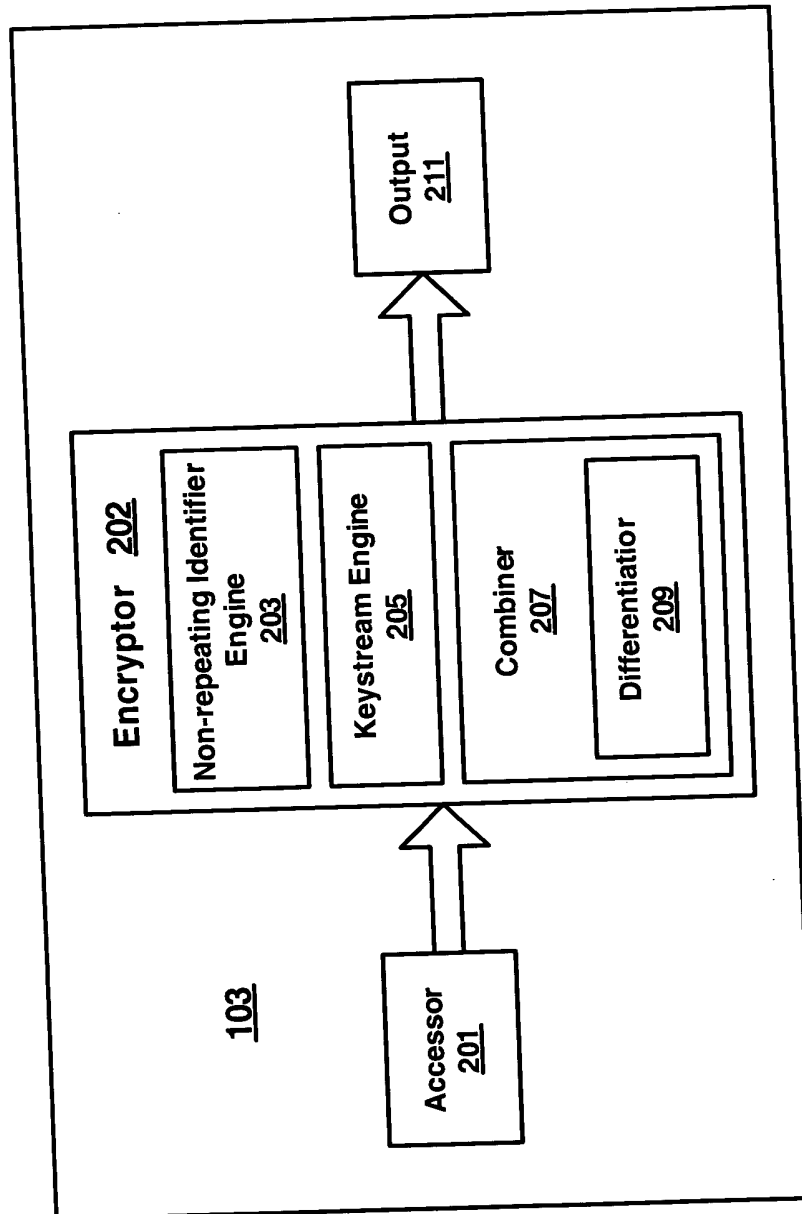 103
Accessor
201
Encryptor 202
Non-repeating Identifier
Engine
203
Keystream Engine
205
Combiner
207
Differentiatior
209
Output
211